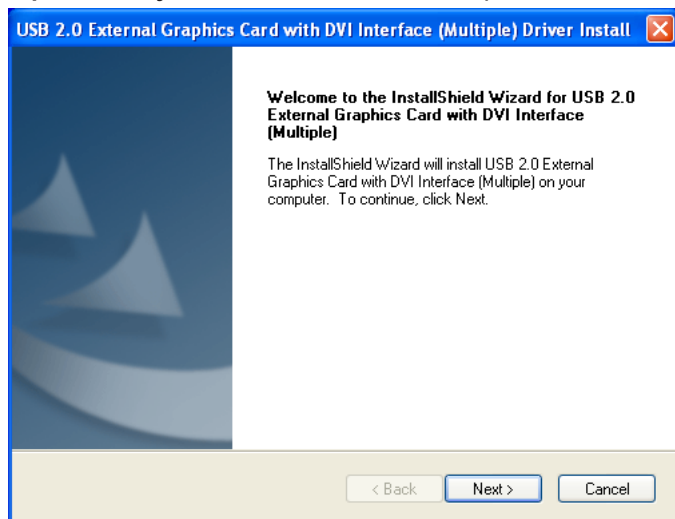 USB 2.0 External Graphics Card with DVI Interface (Multiple) Driver Install
Welcome to the InstallShield Wizard for USB 2.0
External Graphics Card with DVI Interface
(Multiple)
The InstallShield Wizard will install USB 2.0 External
Graphics Card with DVI Interface (Multiple) on your
computer. To continue, click Next.
< Back Next > Cancel